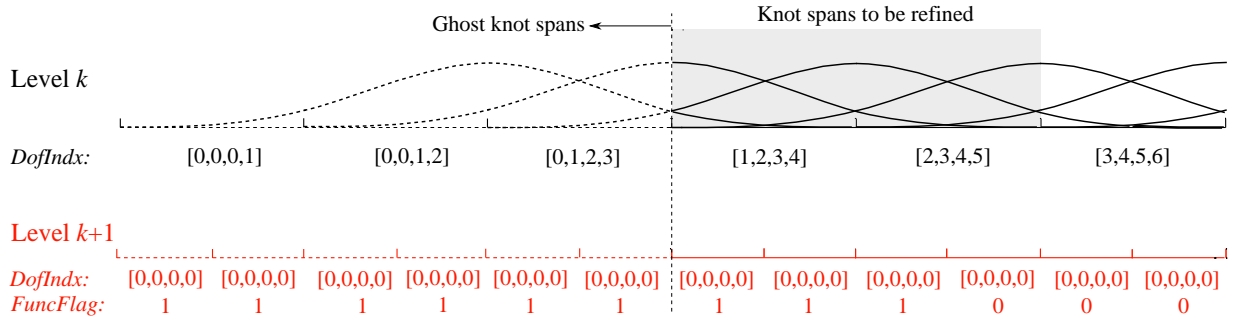 Knot spans to be refined
Ghost knot spans
Level k
DofIndx: [0,0,0,1] [0,0,1,2] [0,1,2,3] [1,2,3,4] [2,3,4,5] [3,4,5,6]
Level k+1
DofIndx: [0,0,0,0] [0,0,0,0] [0,0,0,0] [0,0,0,0] [0,0,0,0] [0,0,0,0] [0,0,0,0] [0,0,0,0] [0,0,0,0] [0,0,0,0] [0,0,0,0] [0,0,0,0]
FuncFlag: 1 1 1 1 1 1 1 1 1 0 0 0